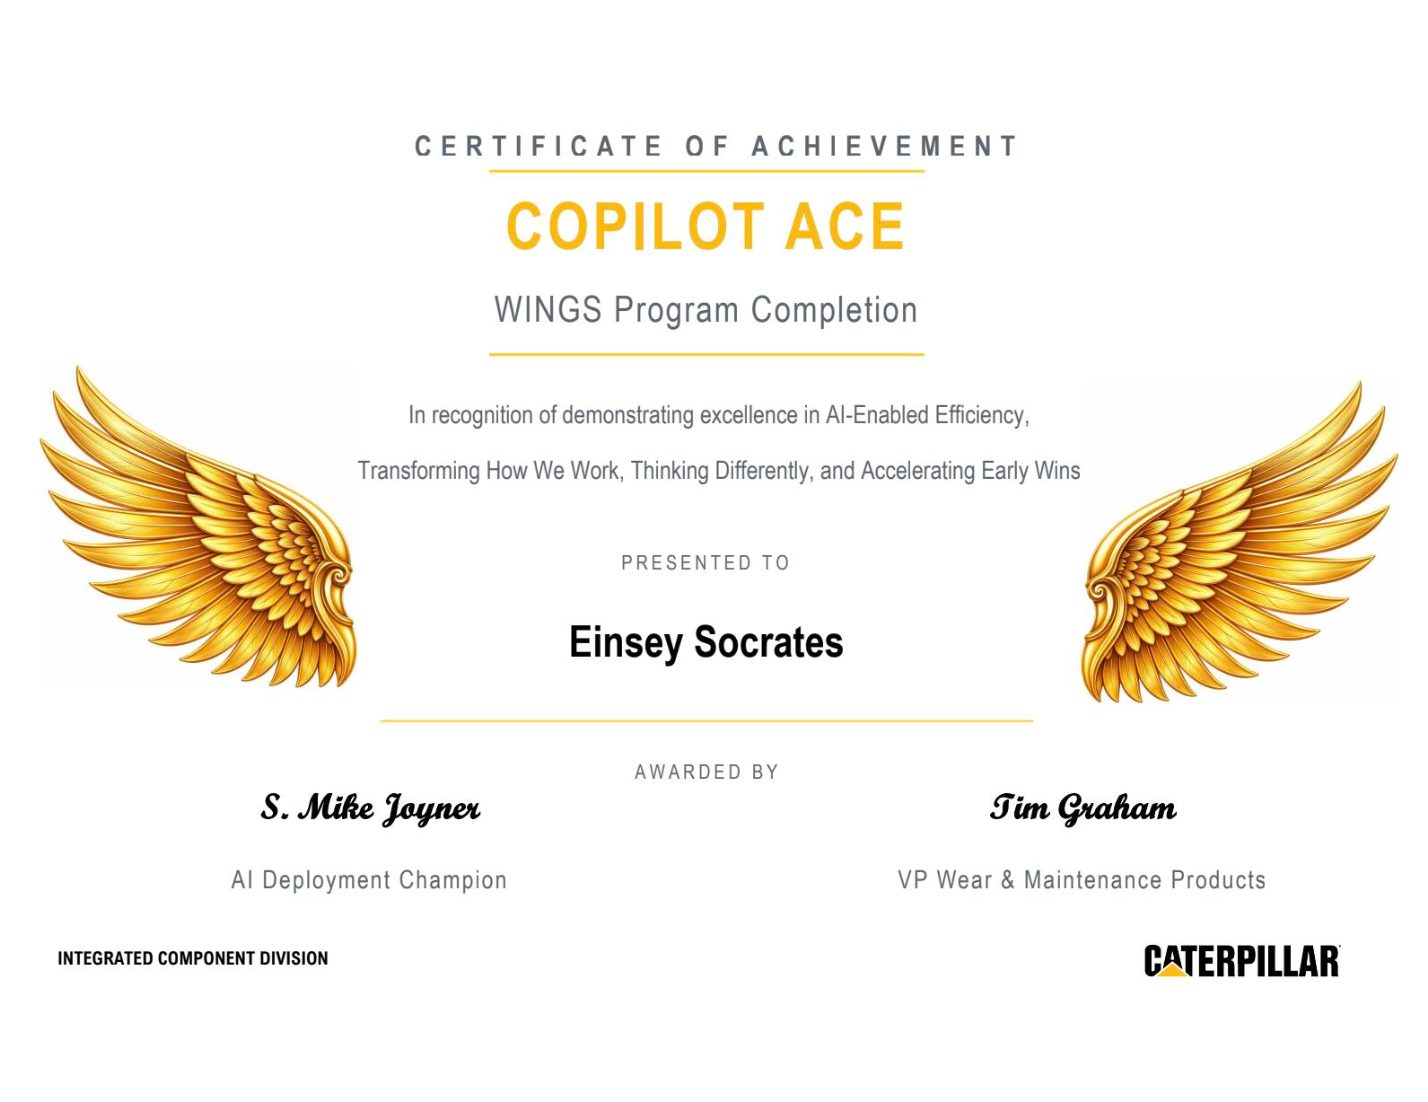 CERTIFICATE OF ACHIEVEMENT
COPILOT ACE
WINGS Program Completion
In recognition of demonstrating excellence in AI-Enabled Efficiency,
Transforming How We Work, Thinking Differently, and Accelerating Early Wins
PRESENTED TO
Einsey Socrates
AWARDED BY
S. Mike Joyner
Tim Graham
AI Deployment Champion
VP Wear & Maintenance Products
INTEGRATED COMPONENT DIVISION
CATERPILLAR